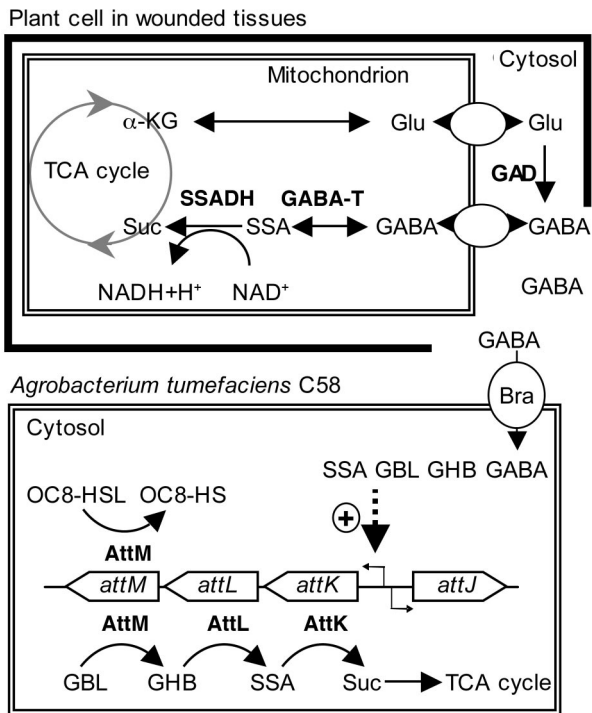 Plant cell in wounded tissues
Cytosol
Mitochondrion
α-KG Glu Glu
TCA cycle
GAD
SSADH GABA-T
Suc SSA GABA GABA
NADH+H⁺ NAD⁺
GABA
GABA
Agrobacterium tumefaciens C58
Bra
Cytosol
SSA GBL GHB GABA
OC8-HSL OC8-HS
+
AttM
attM attL attK attJ
AttM AttL AttK
GBL GHB SSA Suc TCA cycle